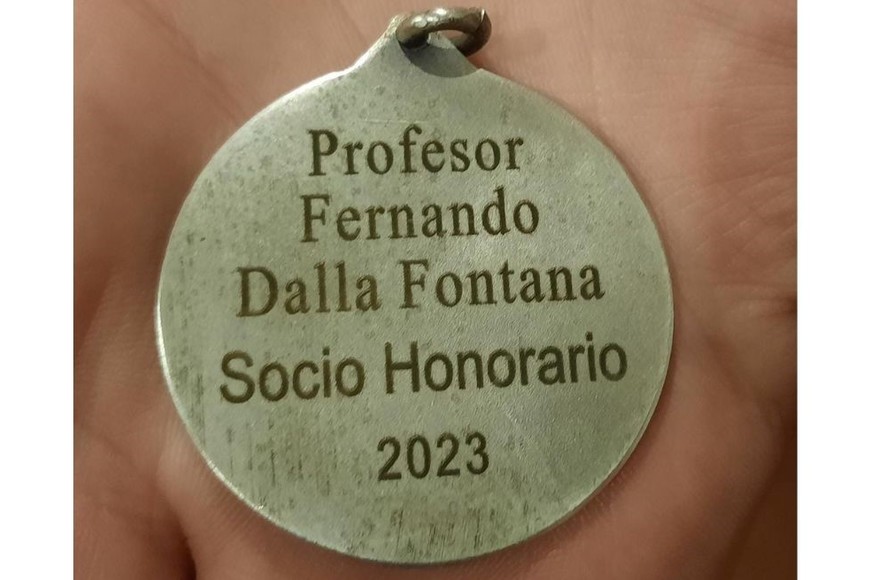 Profesor
Fernando
Dalla Fontana
Socio Honorario
2023